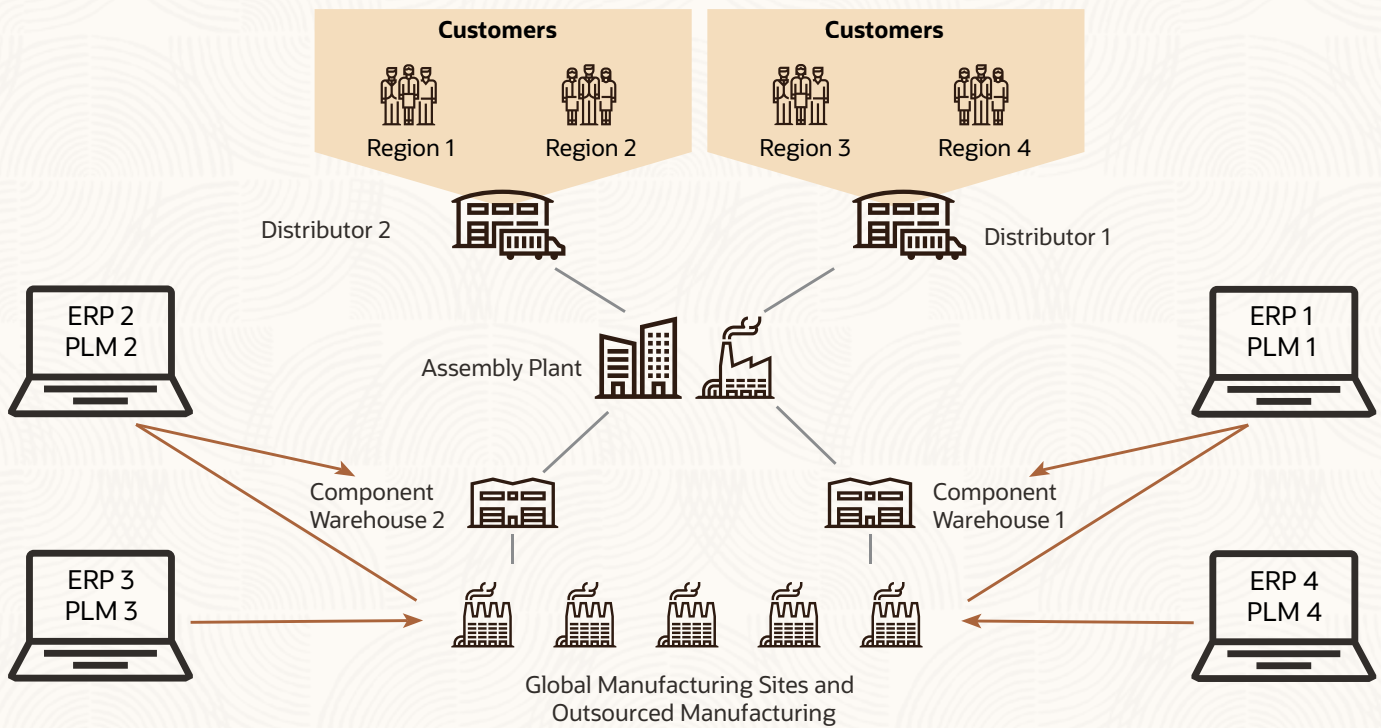 Customers
Customers
Region 1
Region 2
Region 3
Region 4
Distributor 2
Distributor 1
ERP 2
PLM 2
ERP 1
PLM 1
Assembly Plant
Component
Warehouse 2
Component
Warehouse 1
ERP 3
PLM 3
ERP 4
PLM 4
Global Manufacturing Sites and
Outsourced Manufacturing